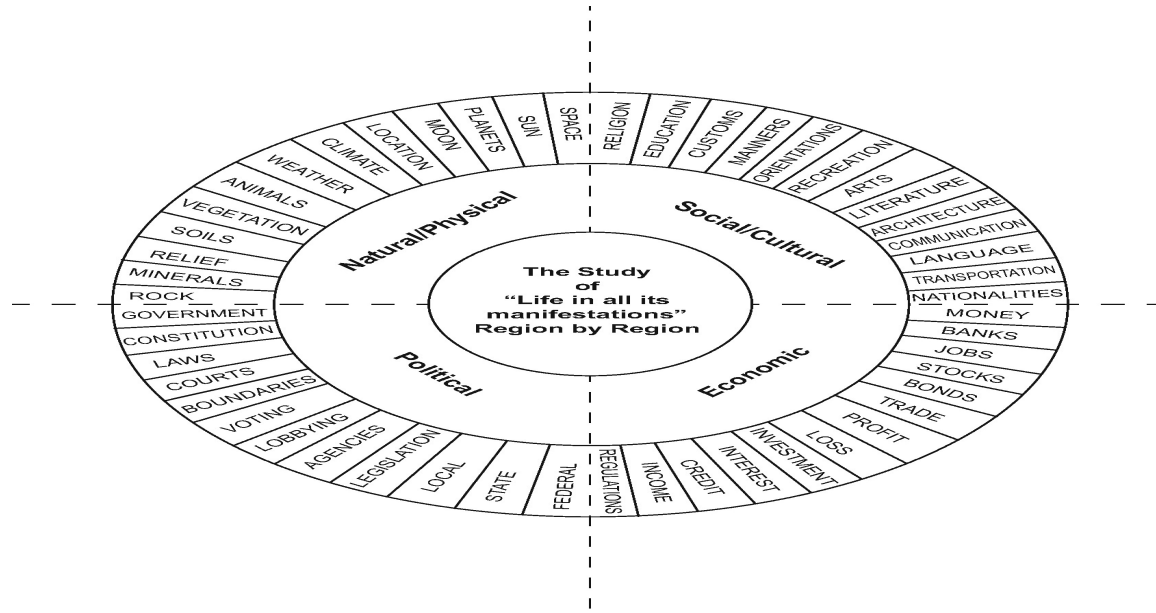 SPACE
SUN
PLANETS
MOON
LOCATION
CLIMATE
WEATHER
ANIMALS
VEGETATION
SOILS
RELIEF
MINERALS
ROCK
Natural/Physical
RELIGION
EDUCATION
CUSTOMS
MANNERS
ORIENTATIONS
RECREATION
ARTS
LITERATURE
ARCHITECTURE
COMMUNICATION
LANGUAGE
TRANSPORTATION
NATIONALITIES
Social/Cultural
The Study
of
“Life in all its
manifestations”
Region by Region
GOVERNMENT
CONSTITUTION
LAWS
COURTS
BOUNDARIES
VOTING
LOBBYING
AGENCIES
LEGISLATION
LOCAL
STATE
FEDERAL
Political
MONEY
BANKS
JOBS
STOCKS
BONDS
TRADE
PROFIT
LOSS
INVESTMENT
INTEREST
CREDIT
INCOME
REGULATIONS
Economic